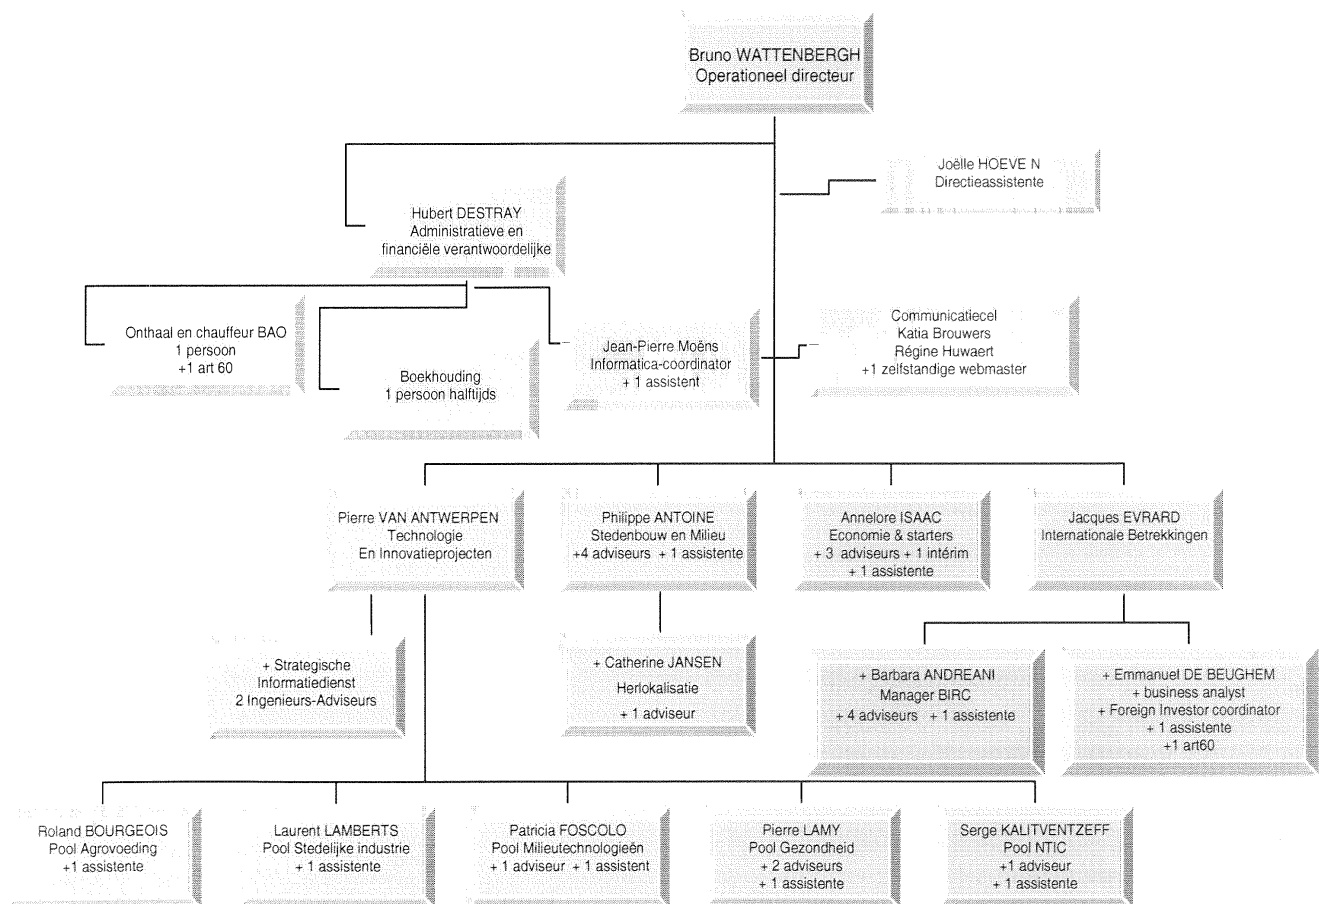 Bruno WATTENBERGH
Operationeel directeur
Joëlle HOEVE N
Directieassistente
Hubert DESTRAY
Administratieve en
financiële verantwoordelijke
Onthaal en chauffeur BAO
1 persoon
+1 art 60
Boekhouding
1 persoon halftijds
Jean-Pierre Moëns
Informatica-coordinator
+ 1 assistent
Communicatiecel
Katia Brouwers
Régine Huwaert
+1 zelfstandige webmaster
Pierre VAN ANTWERPEN
Technologie
En Innovatieprojecten
Philippe ANTOINE
Stedenbouw en Milieu
+4 adviseurs + 1 assistente
Annelore ISAAC
Economie & starters
+ 3 adviseurs + 1 intérim
+ 1 assistente
Jacques EVRARD
Internationale Betrekkingen
+ Strategische
Informatiedienst
2 Ingenieurs-Adviseurs
+ Catherine JANSEN
Herlokalisatie
+ 1 adviseur
+ Barbara ANDREANI
Manager BIRC
+ 4 adviseurs + 1 assistente
+ Emmanuel DE BEUGHEM
+ business analyst
+ Foreign Investor coordinator
+ 1 assistente
+1 art60
Roland BOURGEOIS
Pool Agrovoeding
+1 assistente
Laurent LAMBERTS
Pool Stedelijke industrie
+ 1 assistente
Patricia FOSCOLO
Pool Milieutechnologieën
+ 1 adviseur + 1 assistent
Pierre LAMY
Pool Gezondheid
+ 2 adviseurs
+ 1 assistente
Serge KALITVENTZEFF
Pool NTIC
+1 adviseur
+ 1 assistente